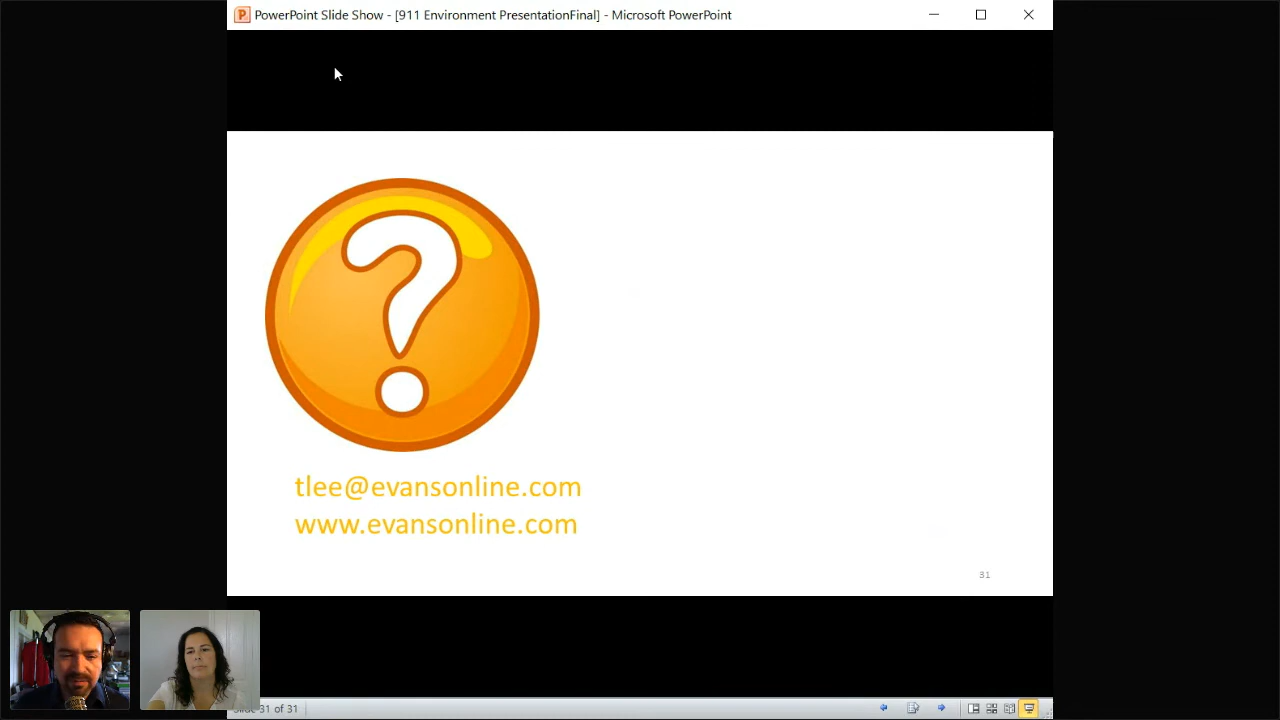 PowerPoint Slide Show - [911 Environment PresentationFinal] - Microsoft PowerPoint
?
tlee@evansonline.com
www.evansonline.com
31
Slide 31 of 31